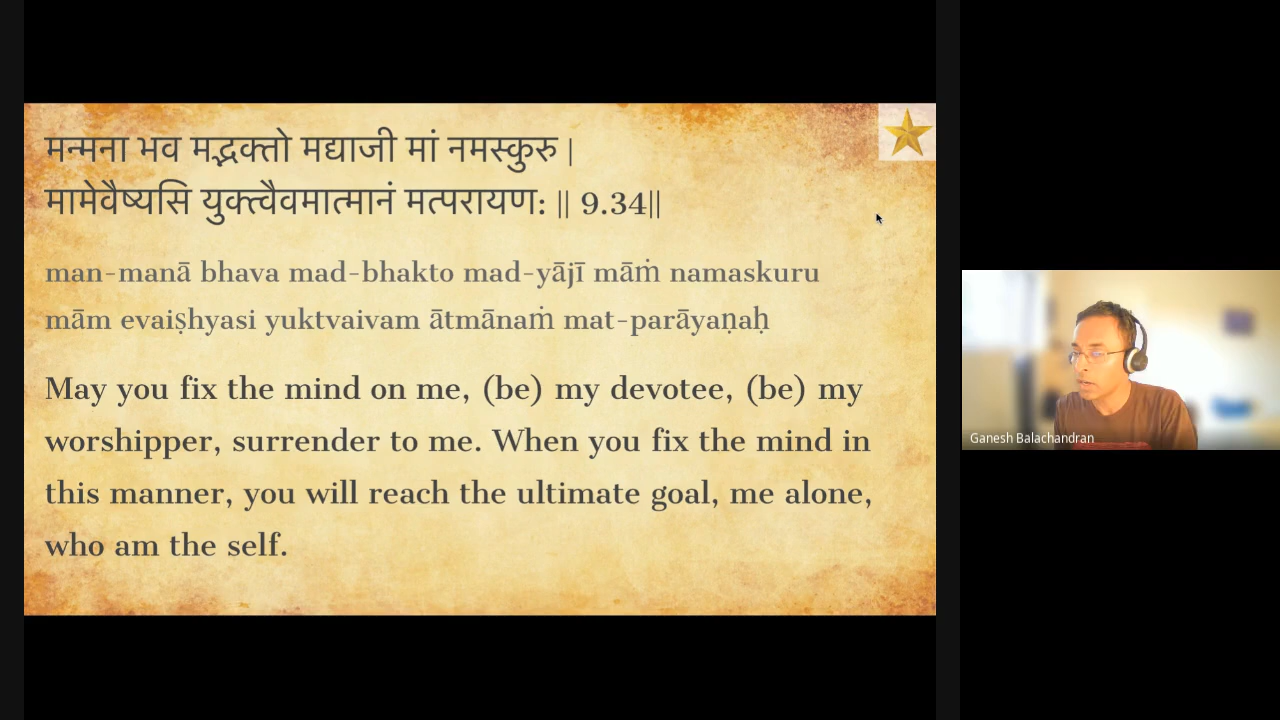 मन्मना भव मद्भक्तो मद्याजी मां नमस्कुरु |
मामेवैष्यसि युक्त्वैवमात्मानं मत्परायण: || 9.34||
man-manā bhava mad-bhakto mad-yājī māṁ namaskuru
mām evaiṣhyasi yuktvaivam ātmānaṁ mat-parāyaṇaḥ
May you fix the mind on me, (be) my devotee, (be) my
worshipper, surrender to me. When you fix the mind in
this manner, you will reach the ultimate goal, me alone,
who am the self.
Ganesh Balachandran